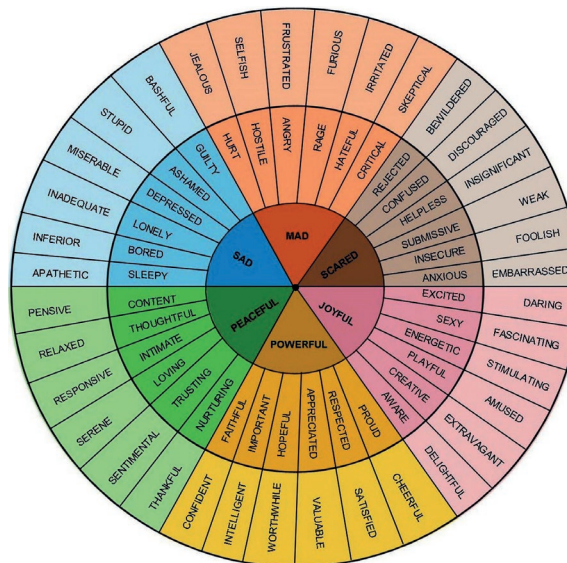 MAD
SCARED
JOYFUL
POWERFUL
PEACEFUL
SAD
HURT
HOSTILE
ANGRY
RAGE
HATEFUL
CRITICAL
REJECTED
CONFUSED
HELPLESS
SUBMISSIVE
INSECURE
ANXIOUS
EXCITED
SEXY
ENERGETIC
PLAYFUL
CREATIVE
AWARE
PROUD
RESPECTED
APPRECIATED
HOPEFUL
IMPORTANT
FAITHFUL
NURTURING
TRUSTING
LOVING
INTIMATE
THOUGHTFUL
CONTENT
SLEEPY
BORED
LONELY
DEPRESSED
ASHAMED
GUILTY
JEALOUS
SELFISH
FRUSTRATED
FURIOUS
IRRITATED
SKEPTICAL
BEWILDERED
DISCOURAGED
INSIGNIFICANT
WEAK
FOOLISH
EMBARRASSED
DARING
FASCINATING
STIMULATING
AMUSED
EXTRAVAGANT
DELIGHTFUL
CHEERFUL
SATISFIED
VALUABLE
WORTHWHILE
INTELLIGENT
CONFIDENT
THANKFUL
SENTIMENTAL
SERENE
RESPONSIVE
RELAXED
PENSIVE
APATHETIC
INFERIOR
INADEQUATE
MISERABLE
STUPID
BASHFUL